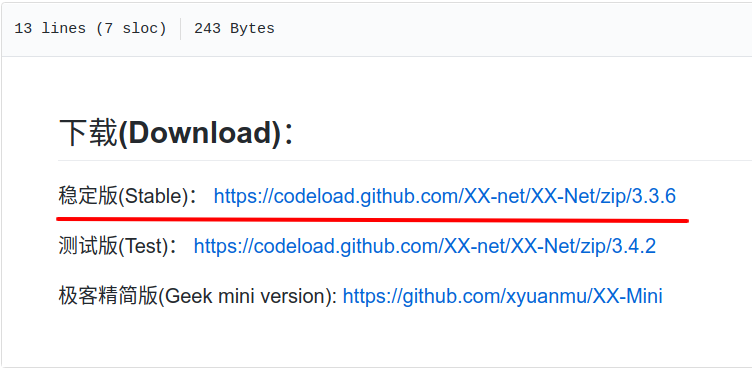 13 lines (7 sloc) 243 Bytes
下载(Download)：
稳定版(Stable)： https://codeload.github.com/XX-net/XX-Net/zip/3.3.6
测试版(Test)： https://codeload.github.com/XX-net/XX-Net/zip/3.4.2
极客精简版(Geek mini version): https://github.com/xyuanmu/XX-Mini